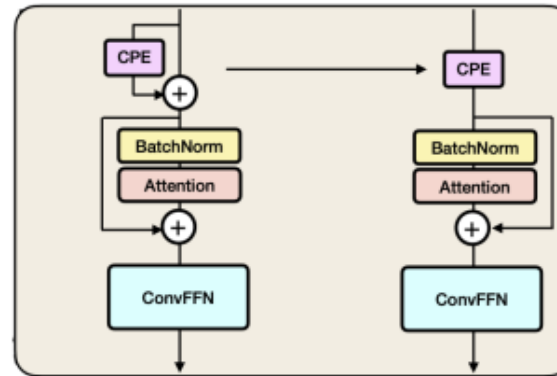 CPE
CPE
+
BatchNorm
BatchNorm
Attention
Attention
+
+
ConvFFN
ConvFFN